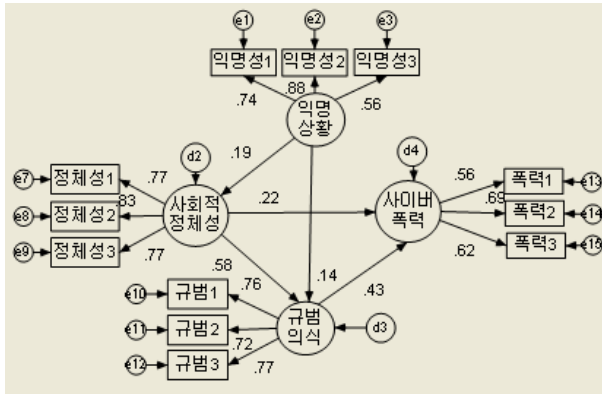 e1
e2
e3
익명성1
익명성2
익명성3
.74
.88
.56
익명
상황
d2
d4
.19
e7
정체성1
.77
사회적
정체성
.22
사이버
폭력
.56
폭력1
e13
e8
정체성2
.83
.69
폭력2
e14
e9
정체성3
.77
.62
폭력3
e15
.58
.14
.43
e10
규범1
.76
규범
의식
d3
e11
규범2
.72
e12
규범3
.77